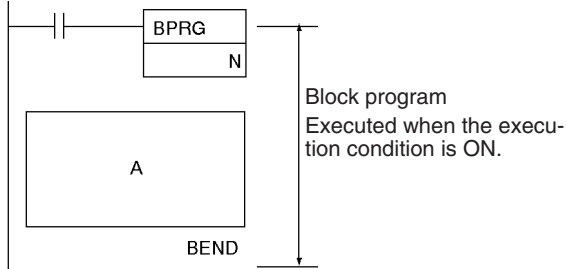 BPRG
N
Block program
Executed when the execu-
tion condition is ON.
A
BEND